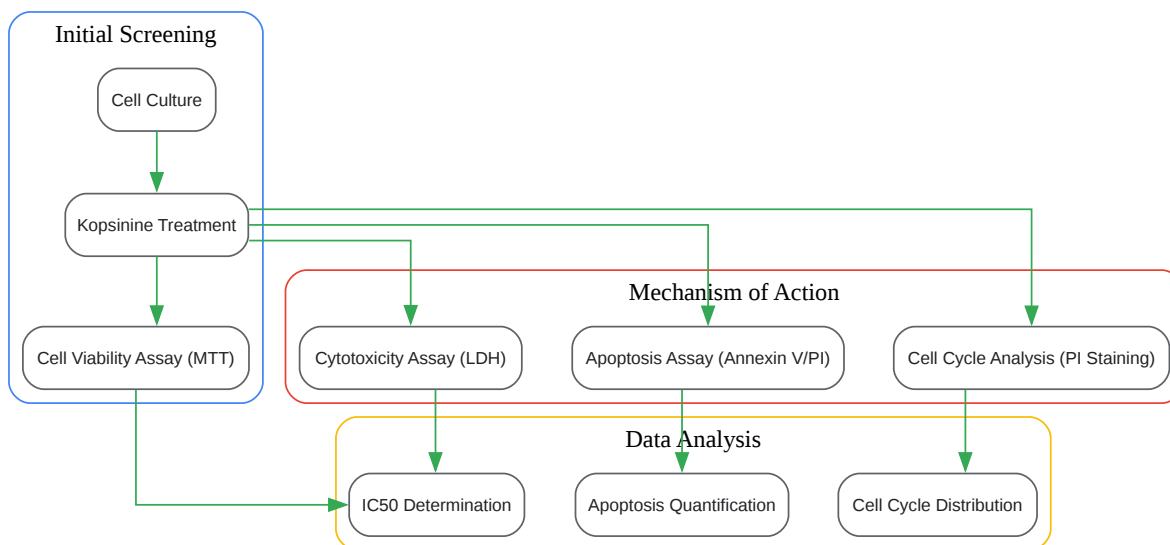 Initial Screening
Cell Culture
Kopsinine Treatment
Mechanism of Action
Cell Viability Assay (MTT)
Cytotoxicity Assay (LDH)
Apoptosis Assay (Annexin V/PI)
Cell Cycle Analysis (PI Staining)
Data Analysis
IC50 Determination
Apoptosis Quantification
Cell Cycle Distribution